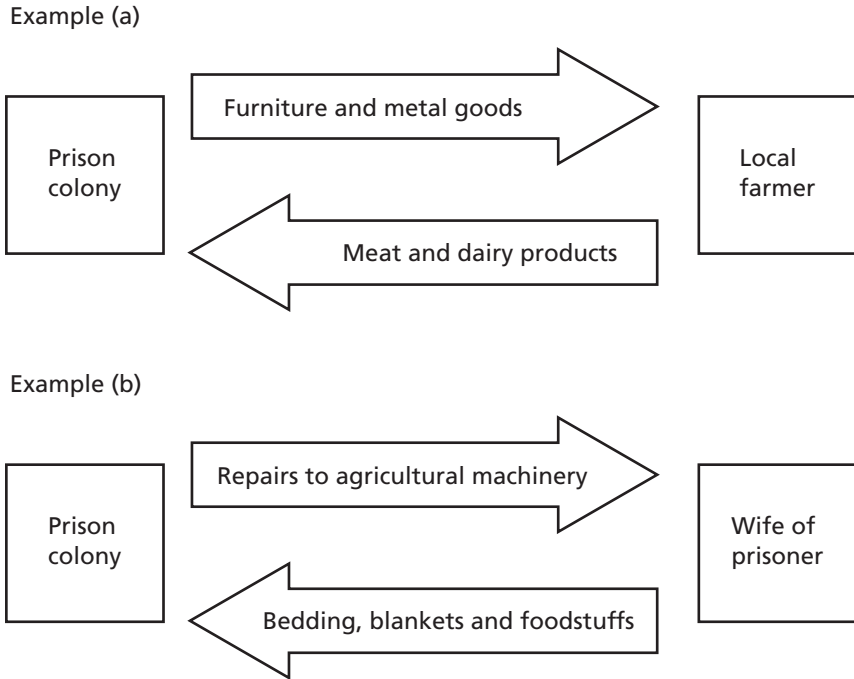 Example (a)
Furniture and metal goods
Prison
colony
Local
farmer
Meat and dairy products
Example (b)
Repairs to agricultural machinery
Prison
colony
Wife of
prisoner
Bedding, blankets and foodstuffs